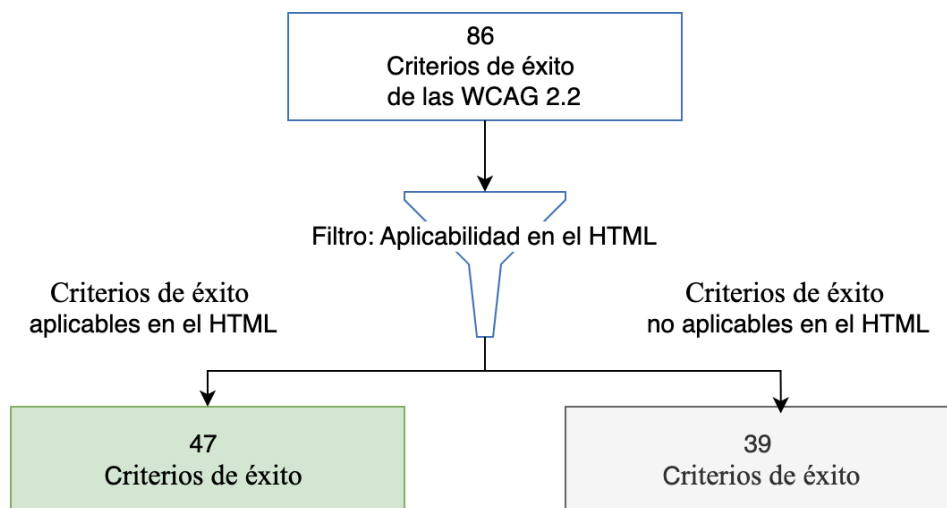 86
Criterios de éxito
de las WCAG 2.2
Filtro: Aplicabilidad en el HTML
Criterios de éxito
aplicables en el HTML
Criterios de éxito
no aplicables en el HTML
47
Criterios de éxito
39
Criterios de éxito